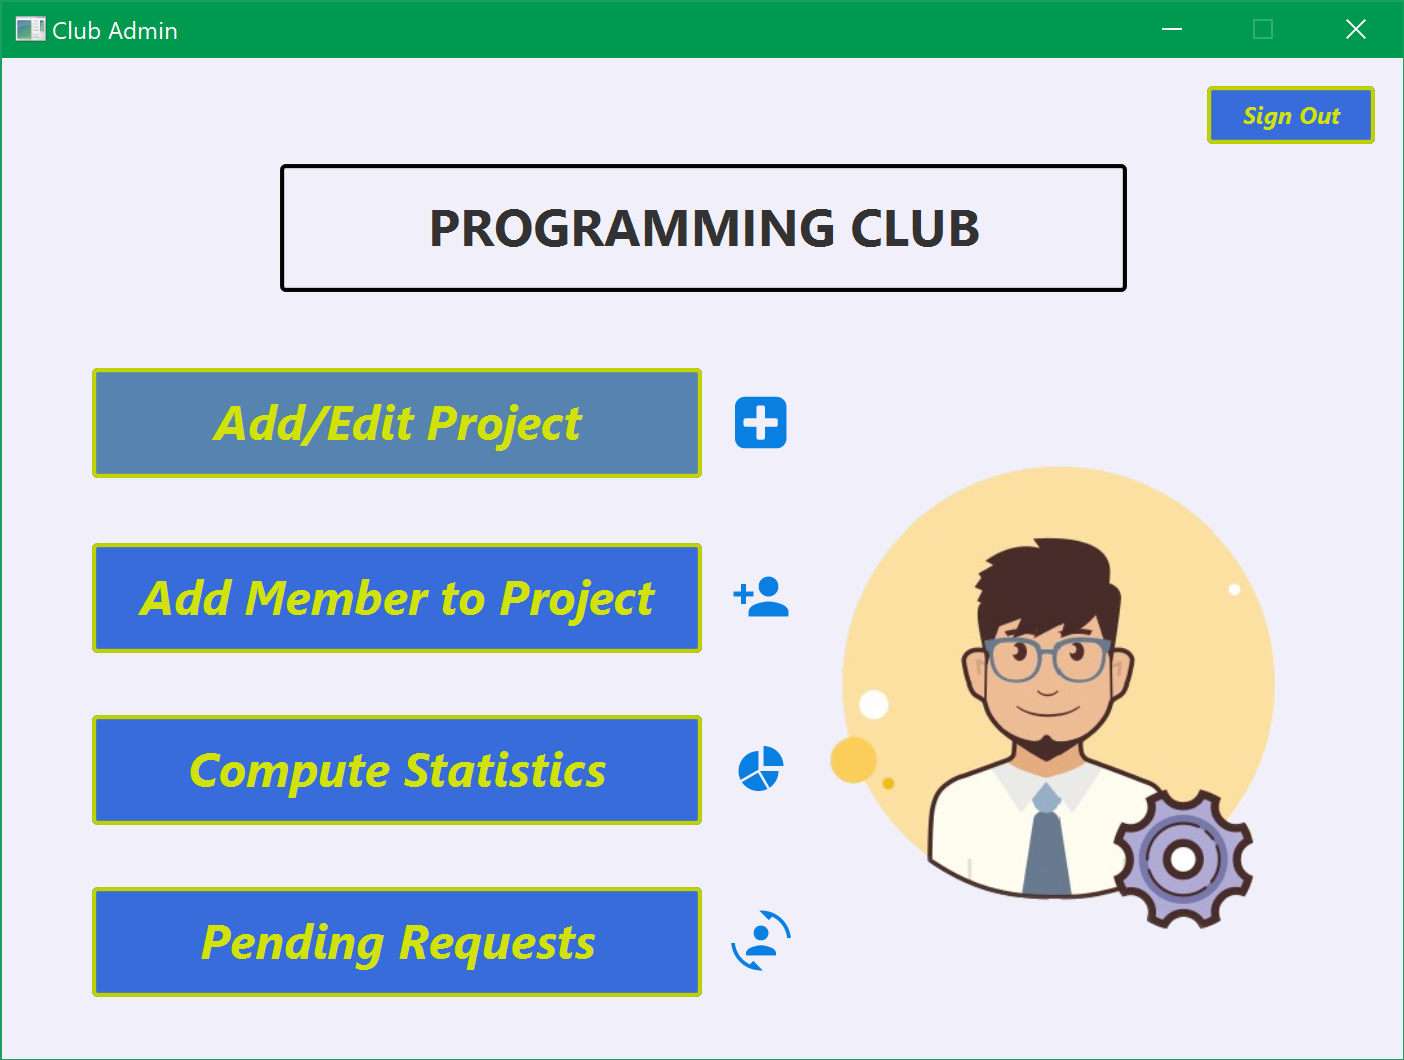 Club Admin
Sign Out
PROGRAMMING CLUB
Add/Edit Project
Add Member to Project
Compute Statistics
Pending Requests